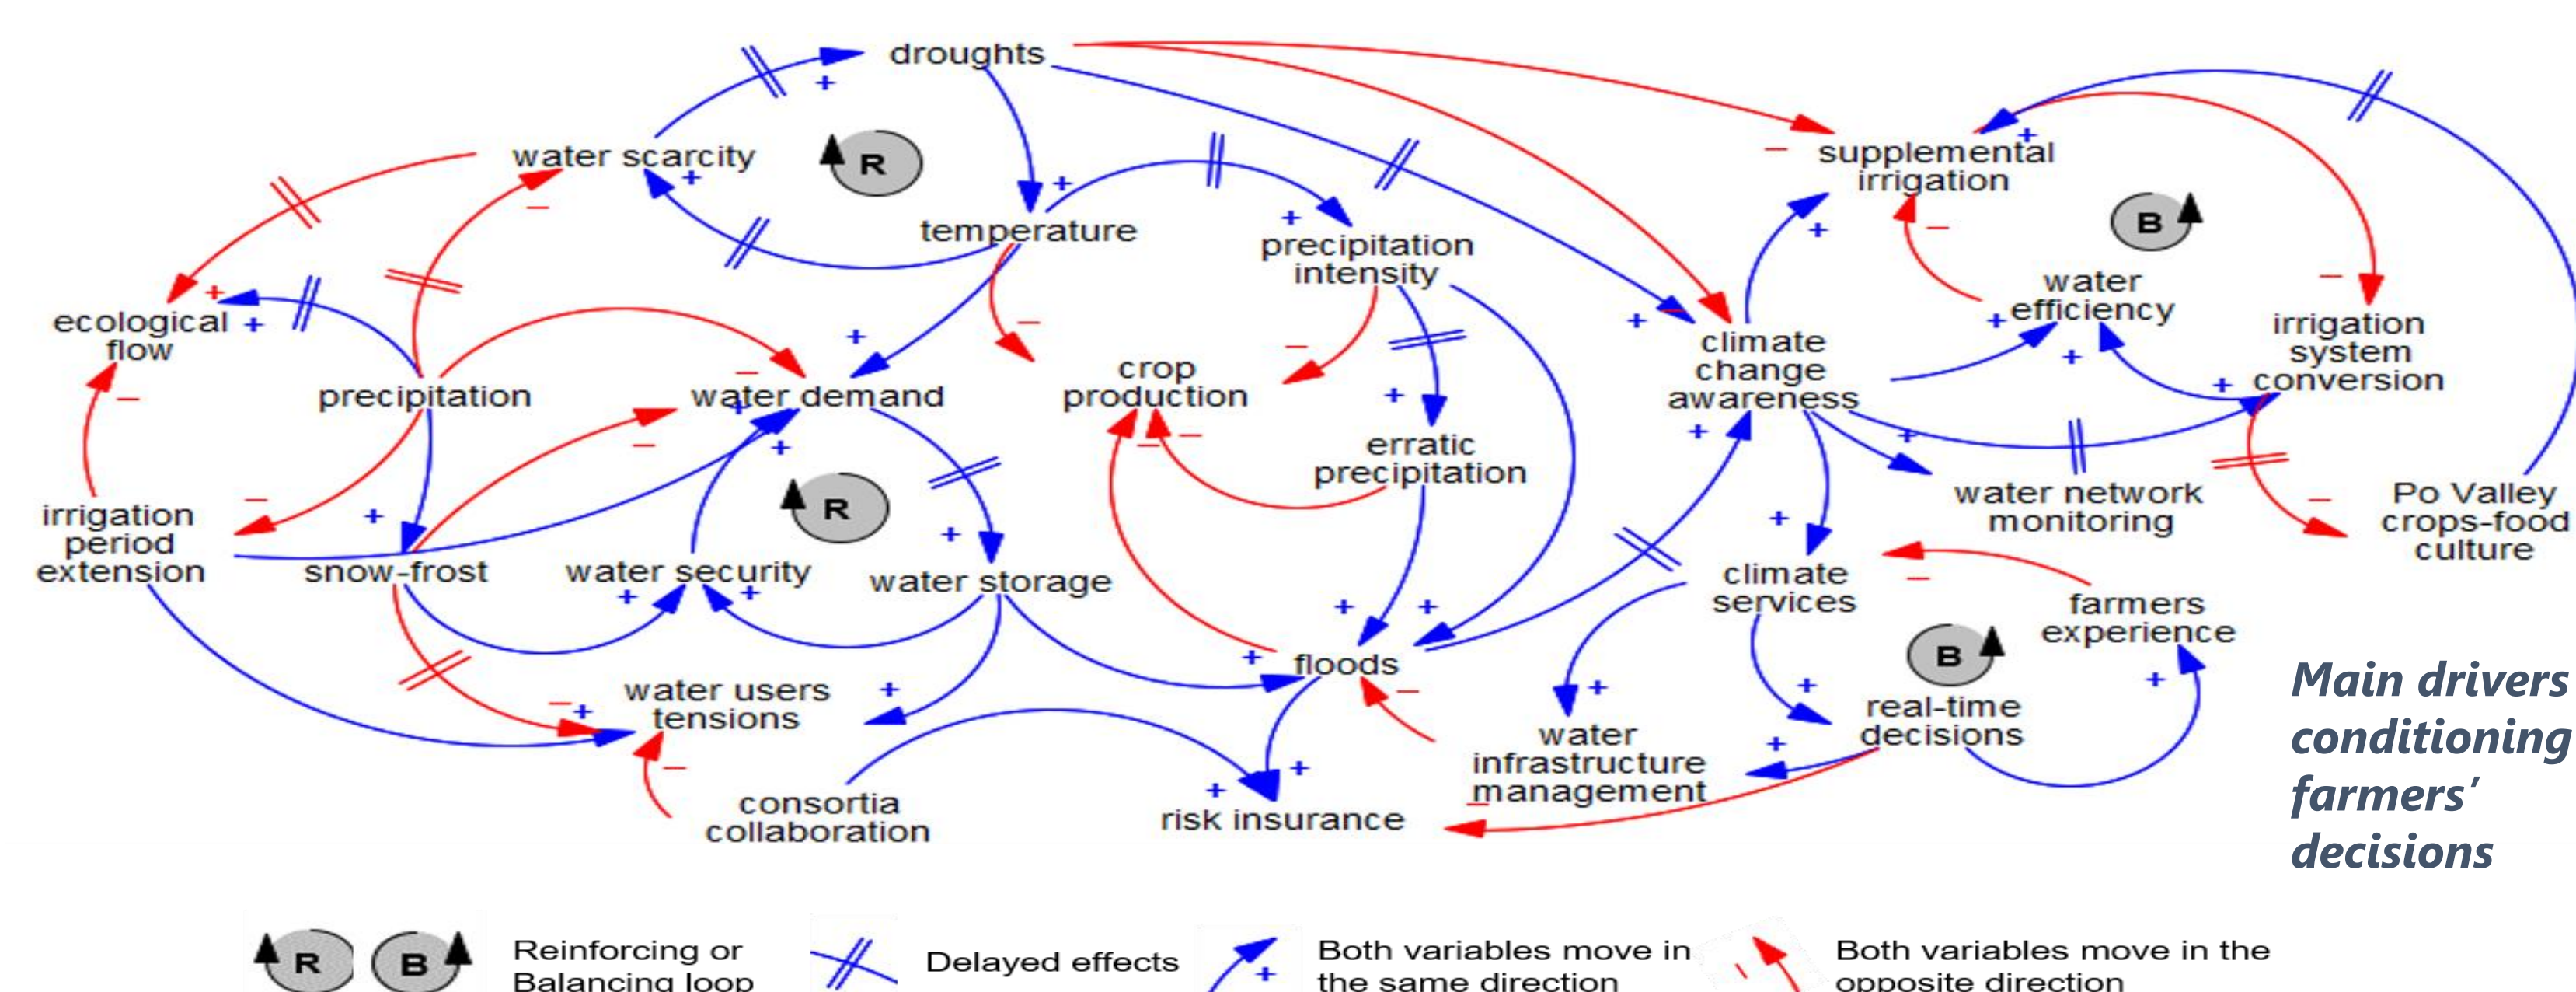 droughts
water scarcity
R
temperature
precipitation
intensity
supplemental
irrigation
B
water
efficiency
irrigation
system
conversion
ecological
flow
precipitation
water demand
crop
production
climate
change
awareness
erratic
precipitation
irrigation
period
extension
snow-frost
water security
R
water storage
water network
monitoring
Po Valley
crops-food
culture
climate
services
farmers
experience
floods
water users
tensions
B
real-time
decisions
water
infrastructure
management
consortia
collaboration
risk insurance
Main drivers
conditioning
farmers’
decisions
R
B
Reinforcing or
Balancing loop
Delayed effects
+
Both variables move in
the same direction
–
Both variables move in the
opposite direction